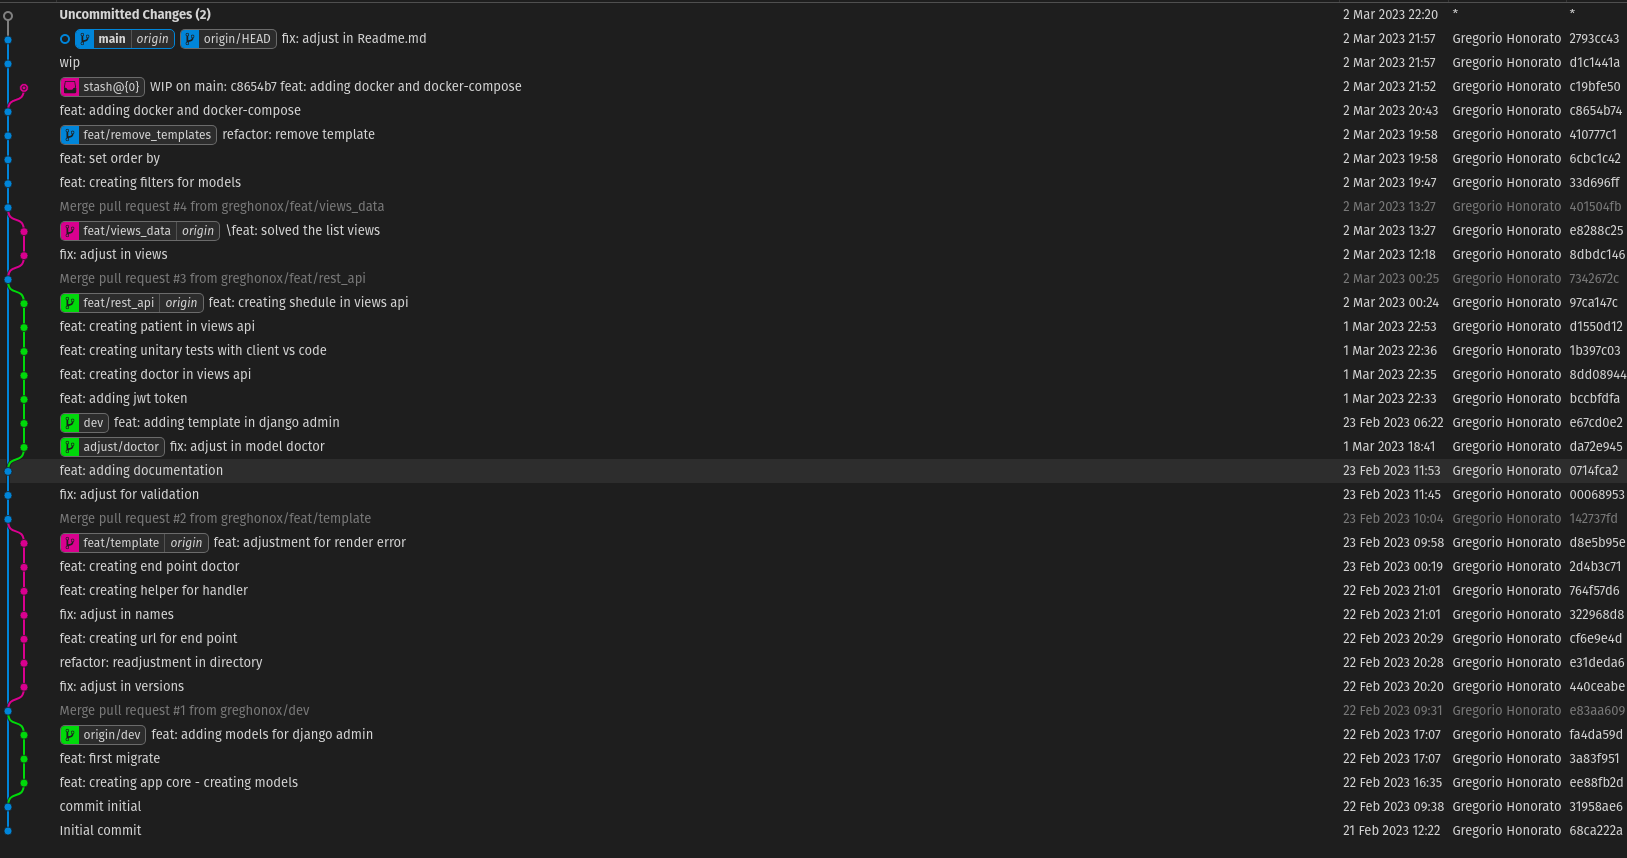 Uncommitted Changes (2) 2 Mar 2023 22:20 * *
main origin origin/HEAD fix: adjust in Readme.md 2 Mar 2023 21:57 Gregorio Honorato 2793cc43
wip 2 Mar 2023 21:57 Gregorio Honorato d1c1441a
stash@{0} WIP on main: c8654b7 feat: adding docker and docker-compose 2 Mar 2023 21:52 Gregorio Honorato c19bfe50
feat: adding docker and docker-compose 2 Mar 2023 20:43 Gregorio Honorato c8654b74
feat/remove_templates refactor: remove template 2 Mar 2023 19:58 Gregorio Honorato 410777c1
feat: set order by 2 Mar 2023 19:58 Gregorio Honorato 6cbc1c42
feat: creating filters for models 2 Mar 2023 19:47 Gregorio Honorato 33d696ff
Merge pull request #4 from greghonox/feat/views_data 2 Mar 2023 13:27 Gregorio Honorato 401504fb
feat/views_data origin \feat: solved the list views 2 Mar 2023 13:27 Gregorio Honorato e8288c25
fix: adjust in views 2 Mar 2023 12:18 Gregorio Honorato 8dbdc146
Merge pull request #3 from greghonox/feat/rest_api 2 Mar 2023 00:25 Gregorio Honorato 7342672c
feat/rest_api origin feat: creating shedule in views api 2 Mar 2023 00:24 Gregorio Honorato 97ca147c
feat: creating patient in views api 1 Mar 2023 22:53 Gregorio Honorato d1550d12
feat: creating unitary tests with client vs code 1 Mar 2023 22:36 Gregorio Honorato 1b397c03
feat: creating doctor in views api 1 Mar 2023 22:35 Gregorio Honorato 8dd08944
feat: adding jwt token 1 Mar 2023 22:33 Gregorio Honorato bccbfdfa
dev feat: adding template in django admin 23 Feb 2023 06:22 Gregorio Honorato e67cd0e2
adjust/doctor fix: adjust in model doctor 1 Mar 2023 18:41 Gregorio Honorato da72e945
feat: adding documentation 23 Feb 2023 11:53 Gregorio Honorato 0714fca2
fix: adjust for validation 23 Feb 2023 11:45 Gregorio Honorato 00068953
Merge pull request #2 from greghonox/feat/template 23 Feb 2023 10:04 Gregorio Honorato 142737fd
feat/template origin feat: adjustment for render error 23 Feb 2023 09:58 Gregorio Honorato d8e5b95e
feat: creating end point doctor 23 Feb 2023 00:19 Gregorio Honorato 2d4b3c71
feat: creating helper for handler 22 Feb 2023 21:01 Gregorio Honorato 764f57d6
fix: adjust in names 22 Feb 2023 21:01 Gregorio Honorato 322968d8
feat: creating url for end point 22 Feb 2023 20:29 Gregorio Honorato cf6e9e4d
refactor: readjustment in directory 22 Feb 2023 20:28 Gregorio Honorato e31deda6
fix: adjust in versions 22 Feb 2023 20:20 Gregorio Honorato 440ceabe
Merge pull request #1 from greghonox/dev 22 Feb 2023 09:31 Gregorio Honorato e83aa609
origin/dev feat: adding models for django admin 22 Feb 2023 17:07 Gregorio Honorato fa4da59d
feat: first migrate 22 Feb 2023 17:07 Gregorio Honorato 3a83f951
feat: creating app core - creating models 22 Feb 2023 16:35 Gregorio Honorato ee88fb2d
commit initial 22 Feb 2023 09:38 Gregorio Honorato 31958ae6
Initial commit 21 Feb 2023 12:22 Gregorio Honorato 68ca222a